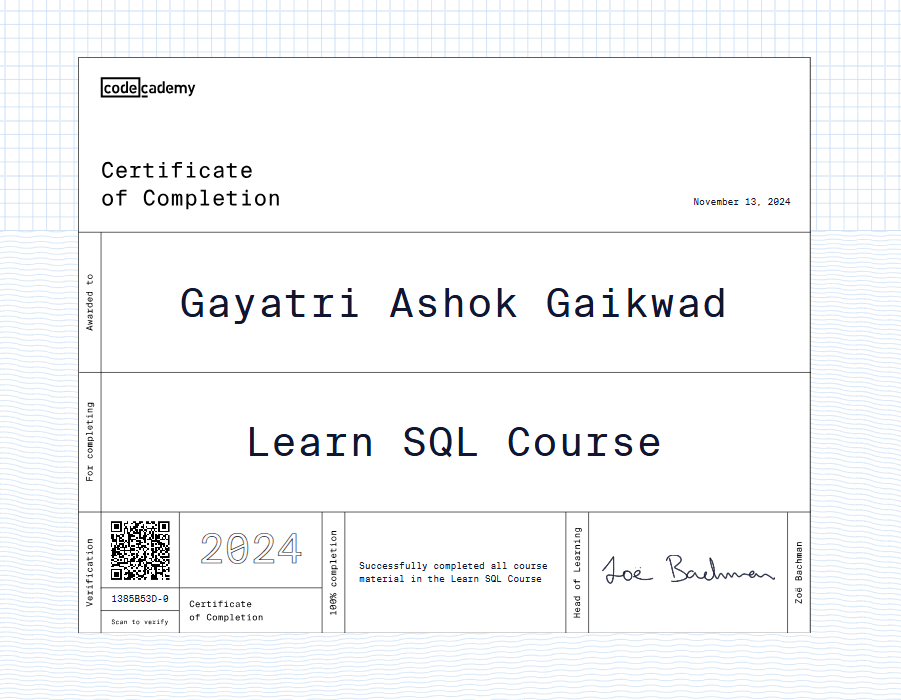 codecademy
Certificate
of Completion
November 13, 2024
Awarded to
Gayatri Ashok Gaikwad
For completing
Learn SQL Course
Verification
1385B53D-0
Scan to verify
2024
Certificate
of Completion
100% completion
Successfully completed all course
material in the Learn SQL Course
Head of Learning
Zoë Bachman
Zoë Bachman